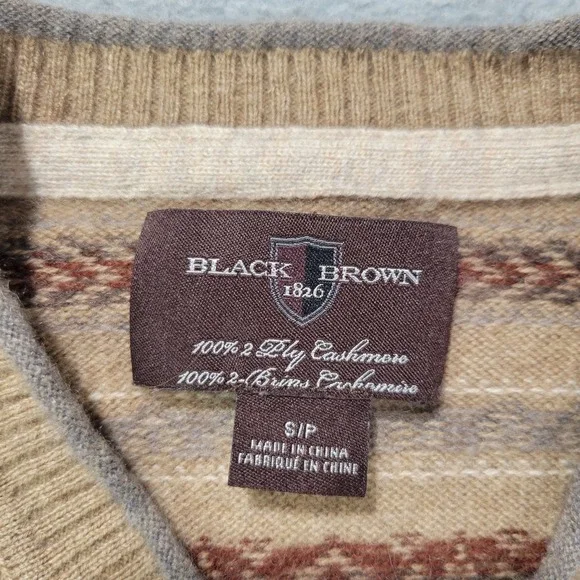 BLACK BROWN
1826
100% 2 Ply Cashmere
100% 2-Brins Cachemire
S/P
MADE IN CHINA
FABRIQUÉ EN CHINE